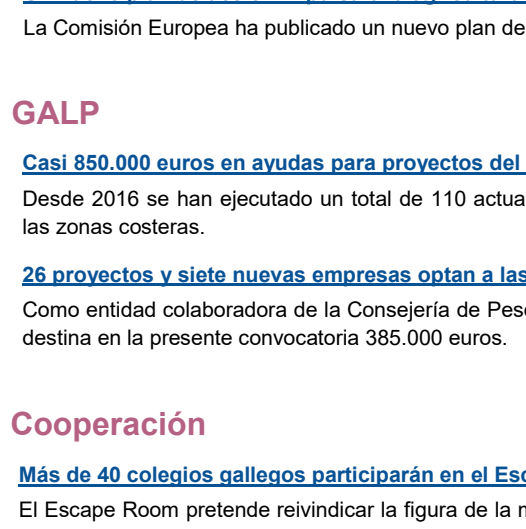 La Comisión Europea ha publicado un nuevo plan de
GALP
Casi 850.000 euros en ayudas para proyectos del
Desde 2016 se han ejecutado un total de 110 actua
las zonas costeras.
26 proyectos y siete nuevas empresas optan a las
Como entidad colaboradora de la Consejería de Pes
destina en la presente convocatoria 385.000 euros.
Cooperación
Más de 40 colegios gallegos participarán en el Esc
El Escape Room pretende reivindicar la figura de la